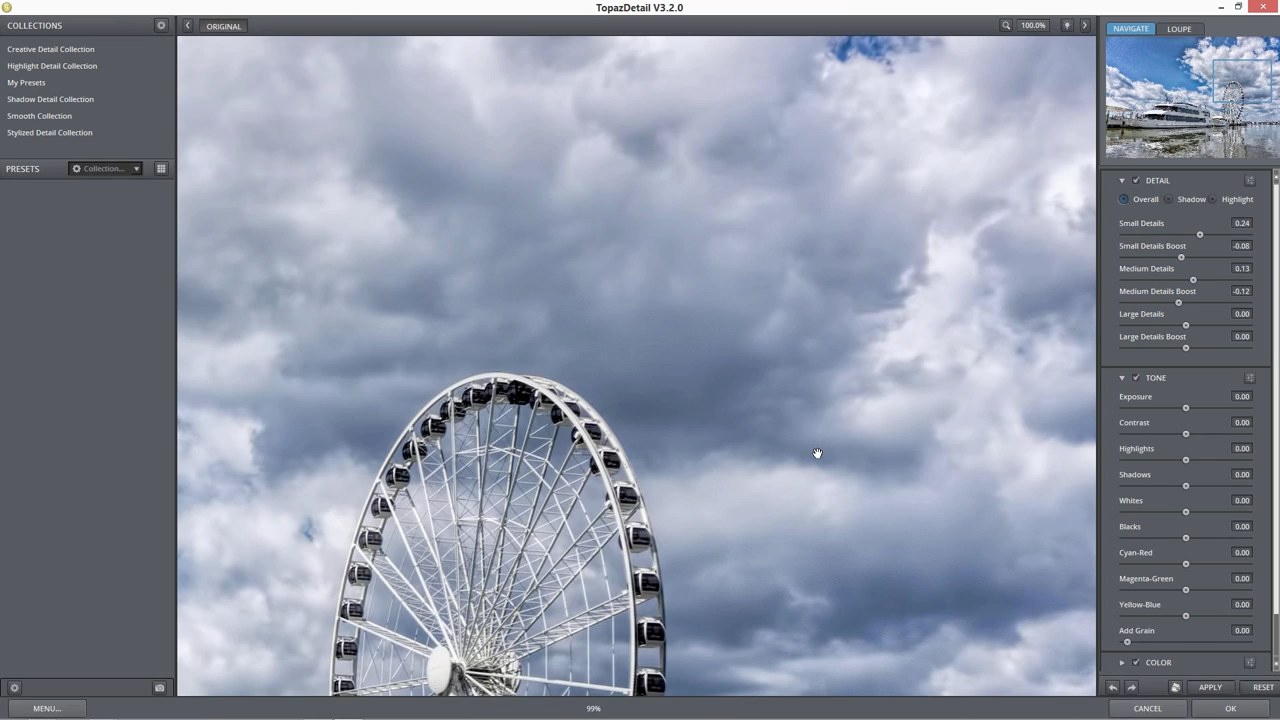 TopazDetail V3.2.0
COLLECTIONS
ORIGINAL
100.0%
NAVIGATE
LOUPE
Creative Detail Collection
Highlight Detail Collection
My Presets
Shadow Detail Collection
Smooth Collection
Stylized Detail Collection
PRESETS
Collection...
DETAIL
Overall
Shadow
Highlight
Small Details
0.24
Small Details Boost
-0.08
Medium Details
0.13
Medium Details Boost
-0.12
Large Details
0.00
Large Details Boost
0.00
TONE
Exposure
0.00
Contrast
0.00
Highlights
0.00
Shadows
0.00
Whites
0.00
Blacks
0.00
Cyan-Red
0.00
Magenta-Green
0.00
Yellow-Blue
0.00
Add Grain
0.00
COLOR
APPLY
RESET
MENU...
99%
CANCEL
OK